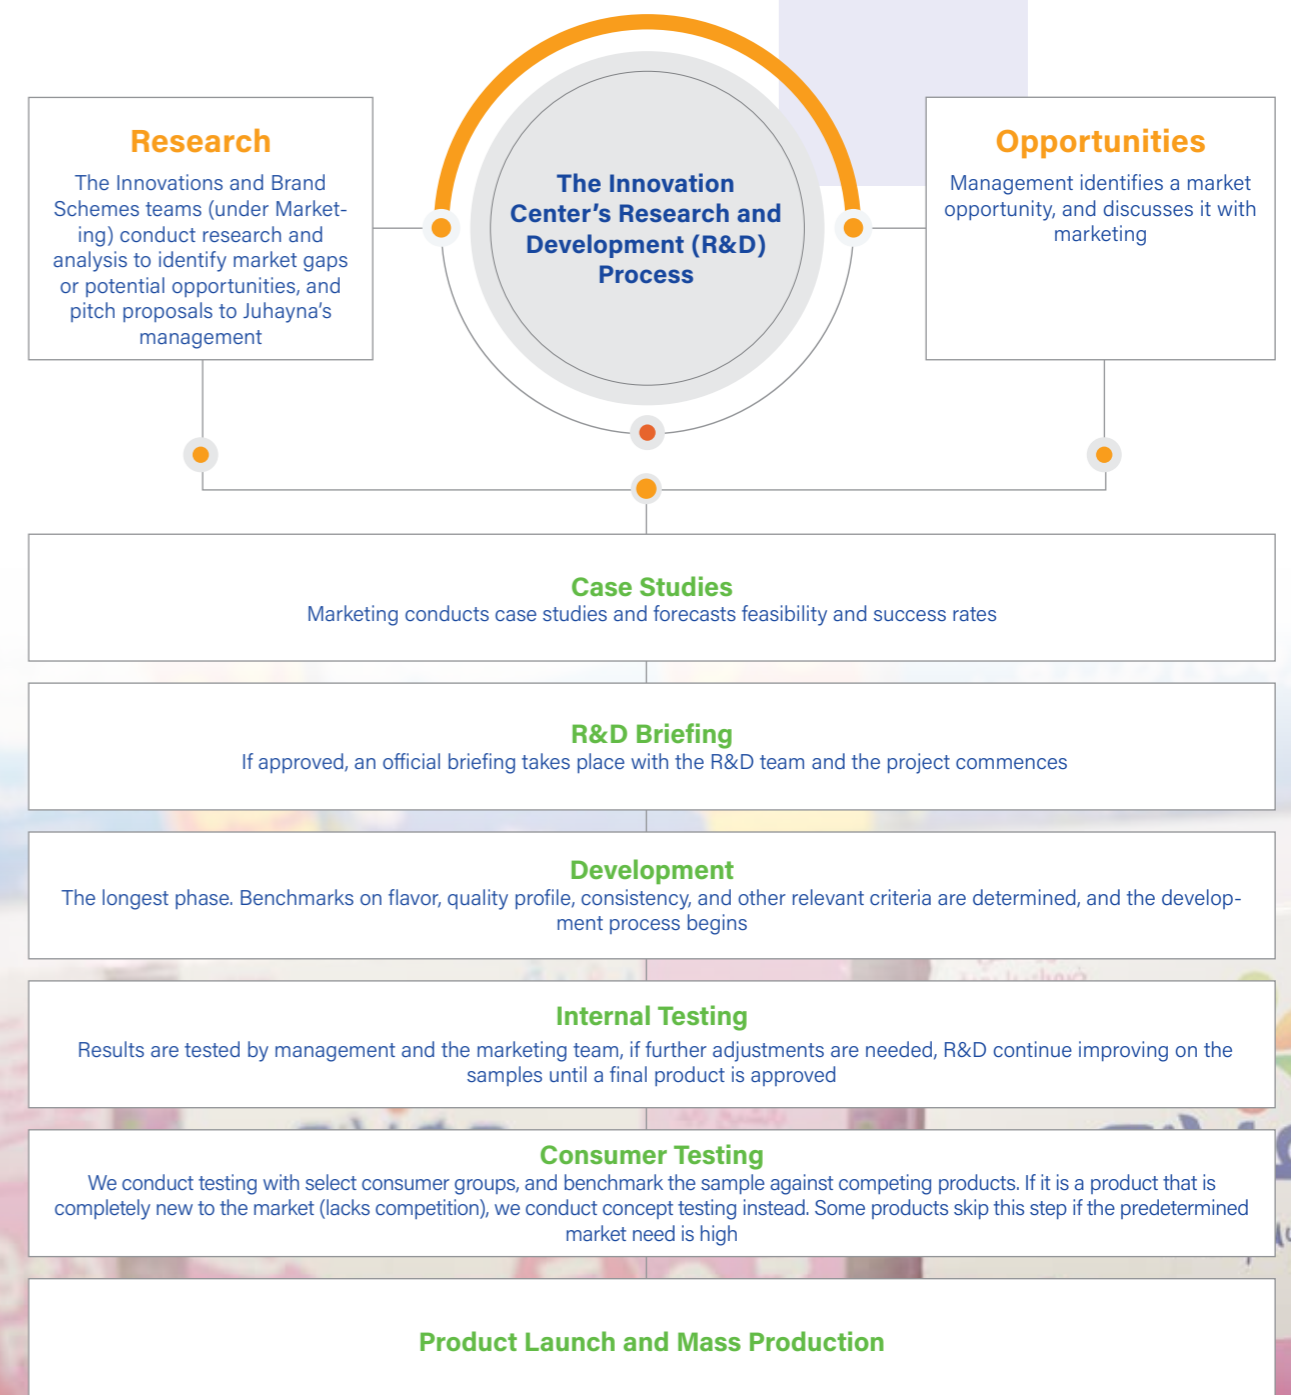 The Innovation
Center's Research and
Development (R&D)
Process
Research
The Innovations and Brand
Schemes teams (under Market-
ing) conduct research and
analysis to identify market gaps
or potential opportunities, and
pitch proposals to Juhayna's
management
Opportunities
Management identifies a market
opportunity, and discusses it with
marketing
Case Studies
Marketing conducts case studies and forecasts feasibility and success rates
R&D Briefing
If approved, an official briefing takes place with the R&D team and the project commences
Development
The longest phase. Benchmarks on flavor, quality profile, consistency, and other relevant criteria are determined, and the develop-
ment process begins
Internal Testing
Results are tested by management and the marketing team, if further adjustments are needed, R&D continue improving on the
samples until a final product is approved
Consumer Testing
We conduct testing with select consumer groups, and benchmark the sample against competing products. If it is a product that is
completely new to the market (lacks competition), we conduct concept testing instead. Some products skip this step if the predetermined
market need is high
Product Launch and Mass Production